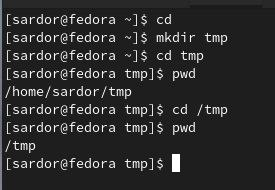 [sardor@fedora ~]$ cd
[sardor@fedora ~]$ mkdir tmp
[sardor@fedora ~]$ cd tmp
[sardor@fedora tmp]$ pwd
/home/sardor/tmp
[sardor@fedora tmp]$ cd /tmp
[sardor@fedora tmp]$ pwd
/tmp
[sardor@fedora tmp]$